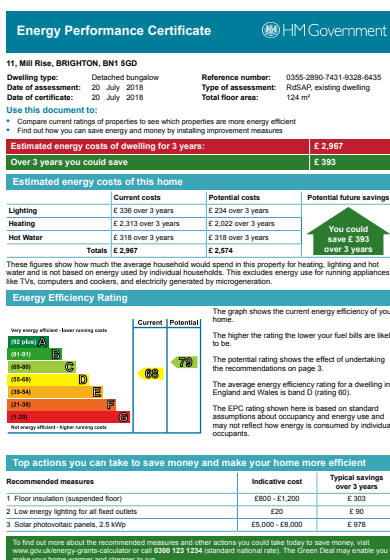 Energy Performance Certificate
HM Government
11, Mill Rise, BRIGHTON, BN1 5GD
Dwelling type: Detached bungalow Reference number: 0355-2890-7431-9328-6435
Date of assessment: 20 July 2018 Type of assessment: RdSAP, existing dwelling
Date of certificate: 20 July 2018 Total floor area: 124 m²
Use this document to:
• Compare current ratings of properties to see which properties are more energy efficient
• Find out how you can save energy and money by installing improvement measures
Estimated energy costs of dwelling for 3 years: £ 2,967
Over 3 years you could save £ 393
Estimated energy costs of this home
Current costs Potential costs Potential future savings
Lighting £ 336 over 3 years £ 234 over 3 years
Heating £ 2,313 over 3 years £ 2,022 over 3 years
Hot Water £ 318 over 3 years £ 318 over 3 years
Totals £ 2,967 £ 2,574
You could
save £ 393
over 3 years
These figures show how much the average household would spend in this property for heating, lighting and hot
water and is not based on energy used by individual households. This excludes energy use for running appliances
like TVs, computers and cookers, and electricity generated by microgeneration.
Energy Efficiency Rating
Current Potential
Very energy efficient - lower running costs
(92 plus) A
(81-91) B
(69-80) C
(55-68) D
(39-54) E
(21-38) F
(1-20) G
Not energy efficient - higher running costs
68
79
The graph shows the current energy efficiency of you
home.
The higher the rating the lower your fuel bills are likel
to be.
The potential rating shows the effect of undertaking
the recommendations on page 3.
The average energy efficiency rating for a dwelling in
England and Wales is band D (rating 60).
The EPC rating shown here is based on standard
assumptions about occupancy and energy use and
may not reflect how energy is consumed by individua
occupants.
Top actions you can take to save money and make your home more efficient
Recommended measures Indicative cost Typical savings
over 3 years
1 Floor insulation (suspended floor) £800 - £1,200 £ 303
2 Low energy lighting for all fixed outlets £20 £ 90
3 Solar photovoltaic panels, 2.5 kWp £5,000 - £8,000 £ 978
To find out more about the recommended measures and other actions you could take today to save money, visit
www.gov.uk/energy-grants-calculator or call 0300 123 1234 (standard national rate). The Green Deal may enable you
make your home warmer and cheaper to run.